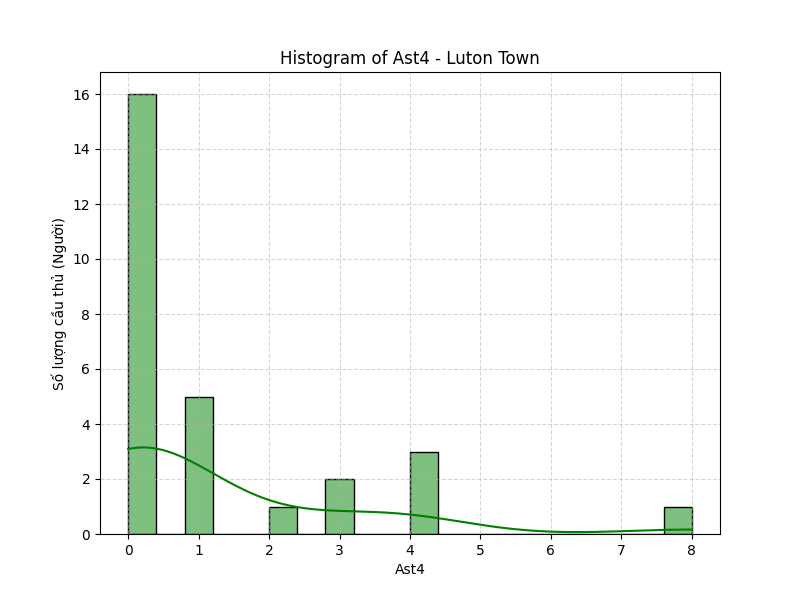 Histogram of Ast4 - Luton Town
Số lượng cầu thủ (Người)
16
14
12
10
8
6
4
2
0
0 1 2 3 4 5 6 7 8
Ast4